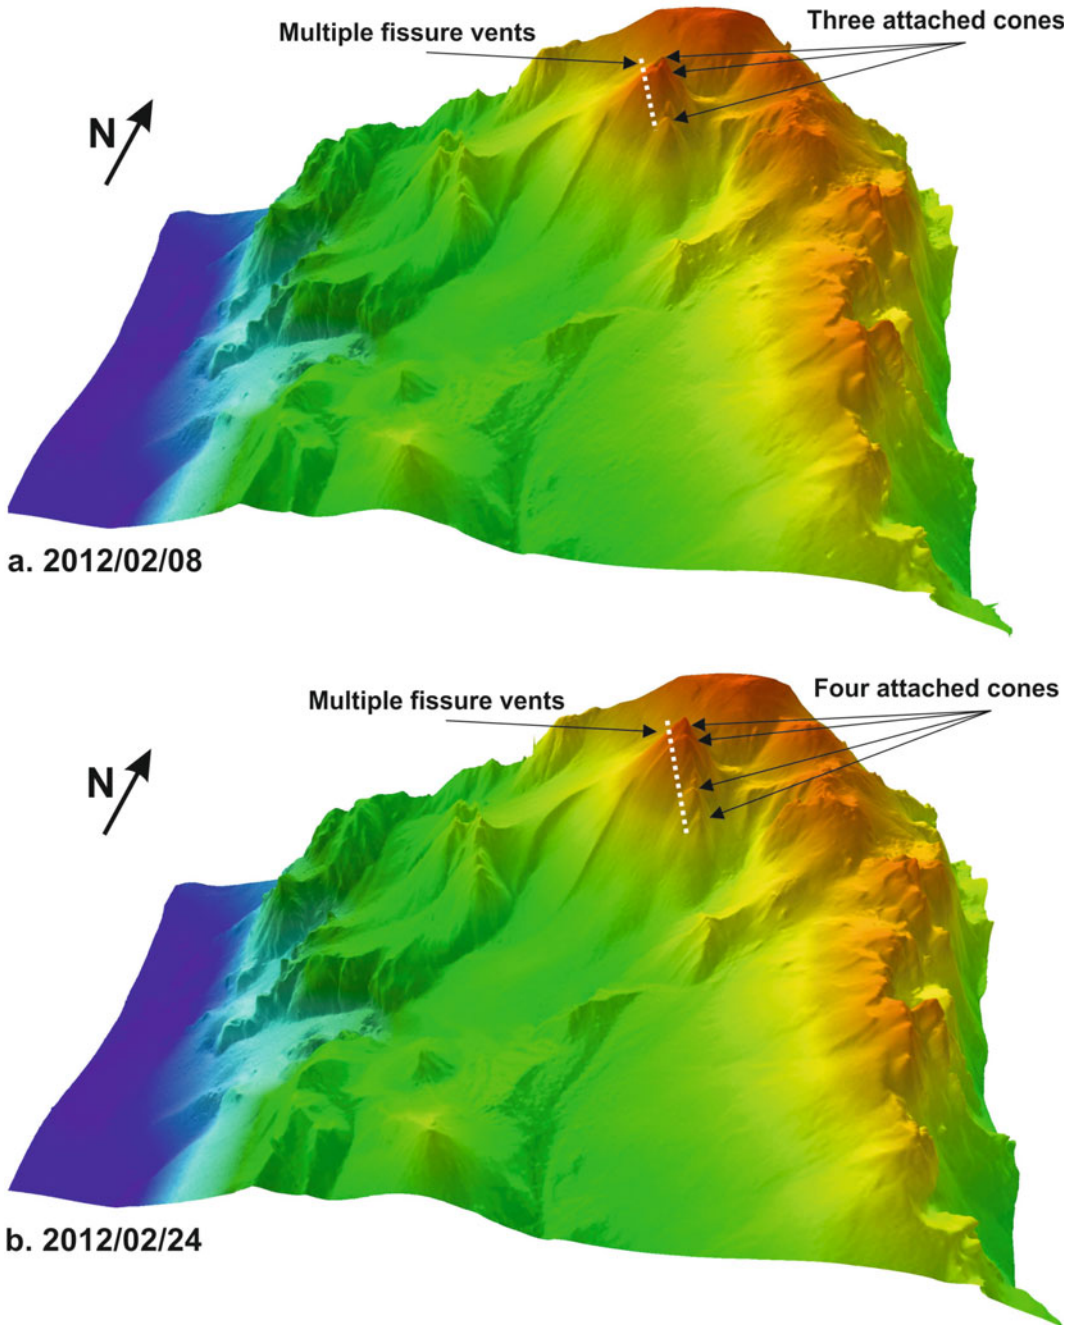 Three attached cones
Multiple fissure vents
N
a. 2012/02/08
Four attached cones
Multiple fissure vents
N
b. 2012/02/24